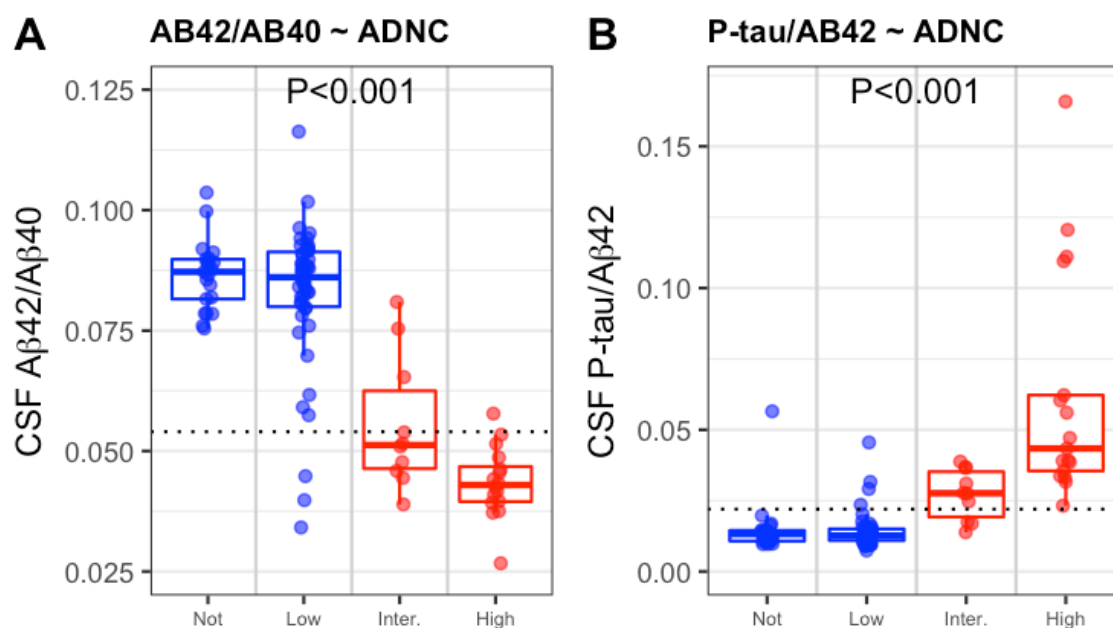 A
AB42/AB40 ~ ADNC
P<0.001
CSF Aβ42/Aβ40
0.125
0.100
0.075
0.050
0.025
Not Low Inter. High
B
P-tau/AB42 ~ ADNC
P<0.001
CSF P-tau/Aβ42
0.15
0.10
0.05
0.00
Not Low Inter. High